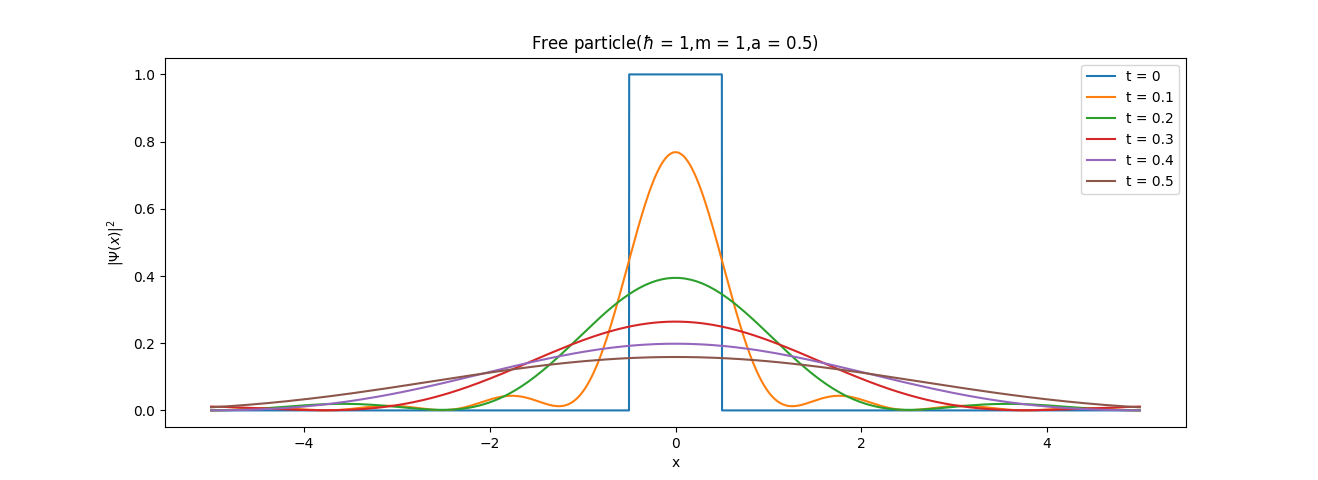 Free particle(ℏ = 1,m = 1,a = 0.5)
|Ψ(x)|²
1.0
0.8
0.6
0.4
0.2
0.0
−4
−2
0
2
4
x
t = 0
t = 0.1
t = 0.2
t = 0.3
t = 0.4
t = 0.5